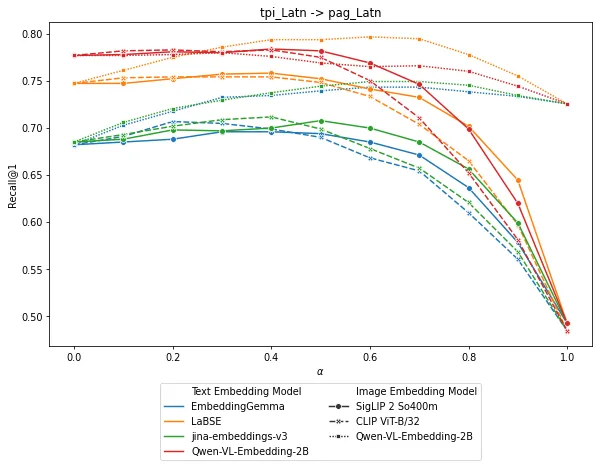 tpi_Latn -> pag_Latn
Recall@1
0.80
0.75
0.70
0.65
0.60
0.55
0.50
0.0 0.2 0.4 0.6 0.8 1.0
α
Text Embedding Model
EmbeddingGemma
LaBSE
jina-embeddings-v3
Qwen-VL-Embedding-2B
Image Embedding Model
SigLIP 2 So400m
CLIP ViT-B/32
Qwen-VL-Embedding-2B